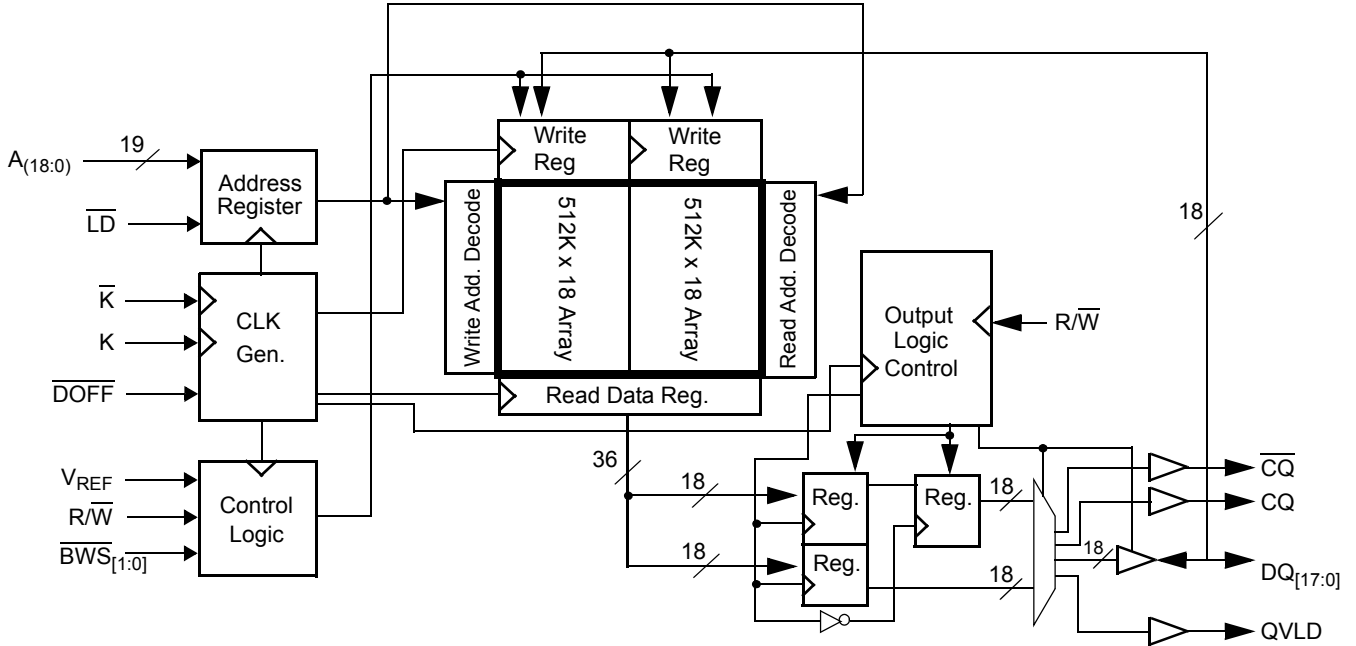 A(18:0)
19
LD
K
K
DOFF
VREF
R/W
BWS[1:0]
Address
Register
CLK
Gen.
Control
Logic
Write
Reg
Write
Reg
Write Add. Decode
512K x 18 Array
512K x 18 Array
Read Add. Decode
Read Data Reg.
36
18
18
Output
Logic
Control
R/W
Reg.
Reg.
Reg.
18
18
18
18
CQ
CQ
DQ[17:0]
QVLD